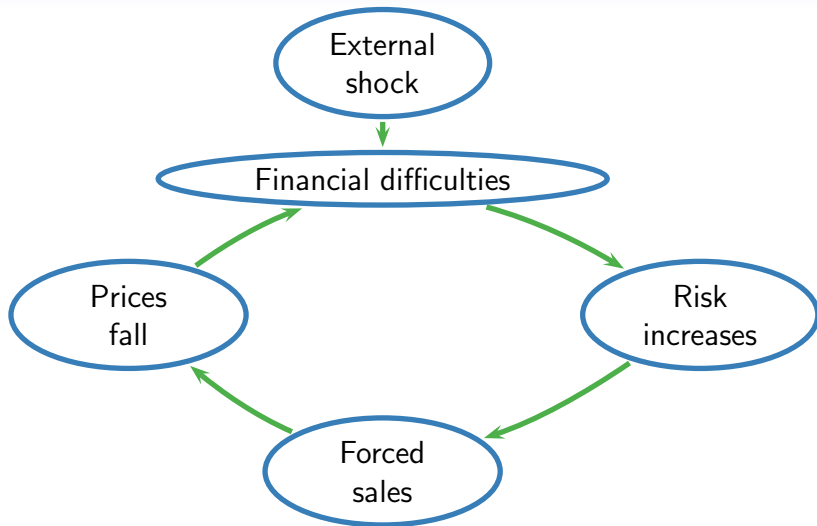 External
shock
Financial difficulties
Prices
fall
Risk
increases
Forced
sales